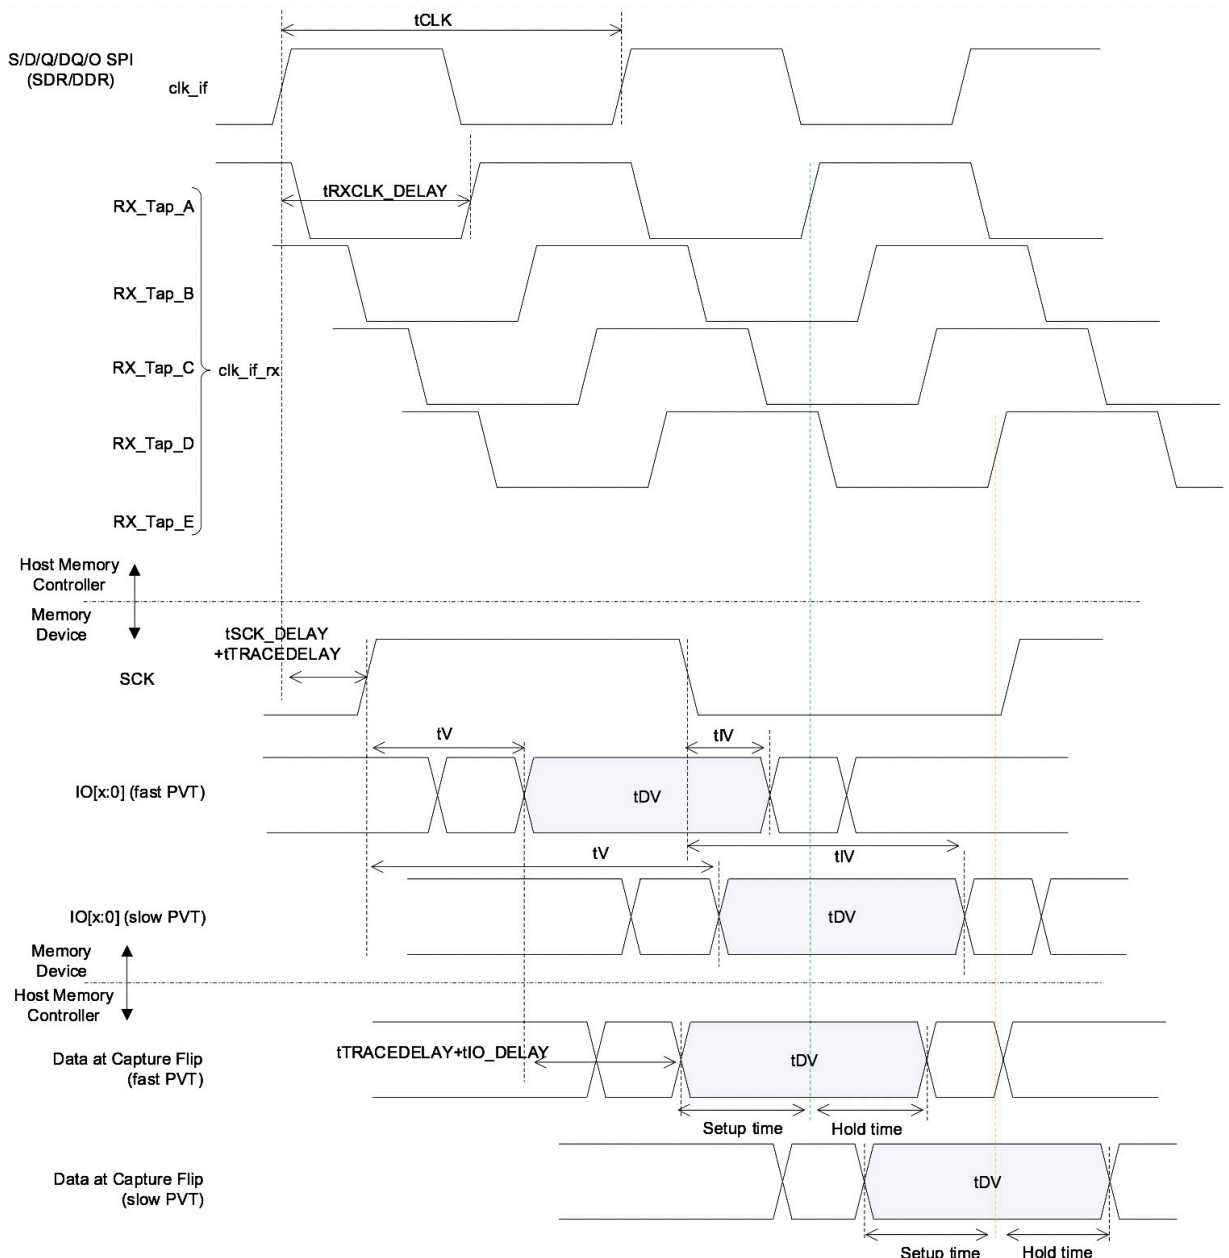 tCLK
S/D/Q/DQ/O SPI
(SDR/DDR)
clk_if
tRXCLK_DELAY
RX_Tap_A
RX_Tap_B
RX_Tap_C
clk_if_rx
RX_Tap_D
RX_Tap_E
Host Memory
Controller
Memory
Device
tSCK_DELAY
+tTRACEDELAY
SCK
tV
tIV
IO[x:0] (fast PVT)
tDV
tV
tIV
IO[x:0] (slow PVT)
tDV
Memory
Device
Host Memory
Controller
tTRACEDELAY+tIO_DELAY
Data at Capture Flip
(fast PVT)
tDV
Setup time
Hold time
Data at Capture Flip
(slow PVT)
tDV
Setup time
Hold time